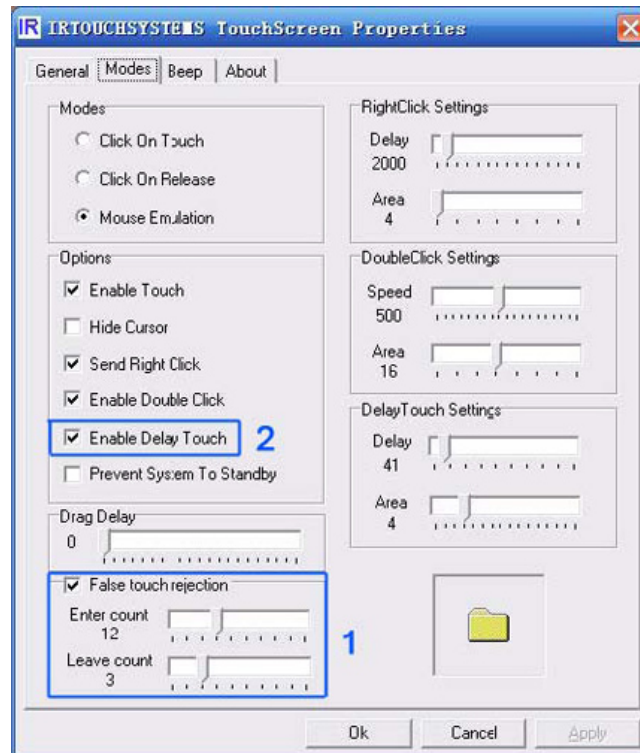 IR IRTOUCHSYSTEMS TouchScreen Properties
General Modes Beep About
Modes
Click On Touch
Click On Release
Mouse Emulation
Options
Enable Touch
Hide Cursor
Send Right Click
Enable Double Click
Enable Delay Touch 2
Prevent System To Standby
Drag Delay
0
False touch rejection
Enter count
12
Leave count
3
1
RightClick Settings
Delay
2000
Area
4
DoubleClick Settings
Speed
500
Area
16
DelayTouch Settings
Delay
41
Area
4
Ok Cancel Apply